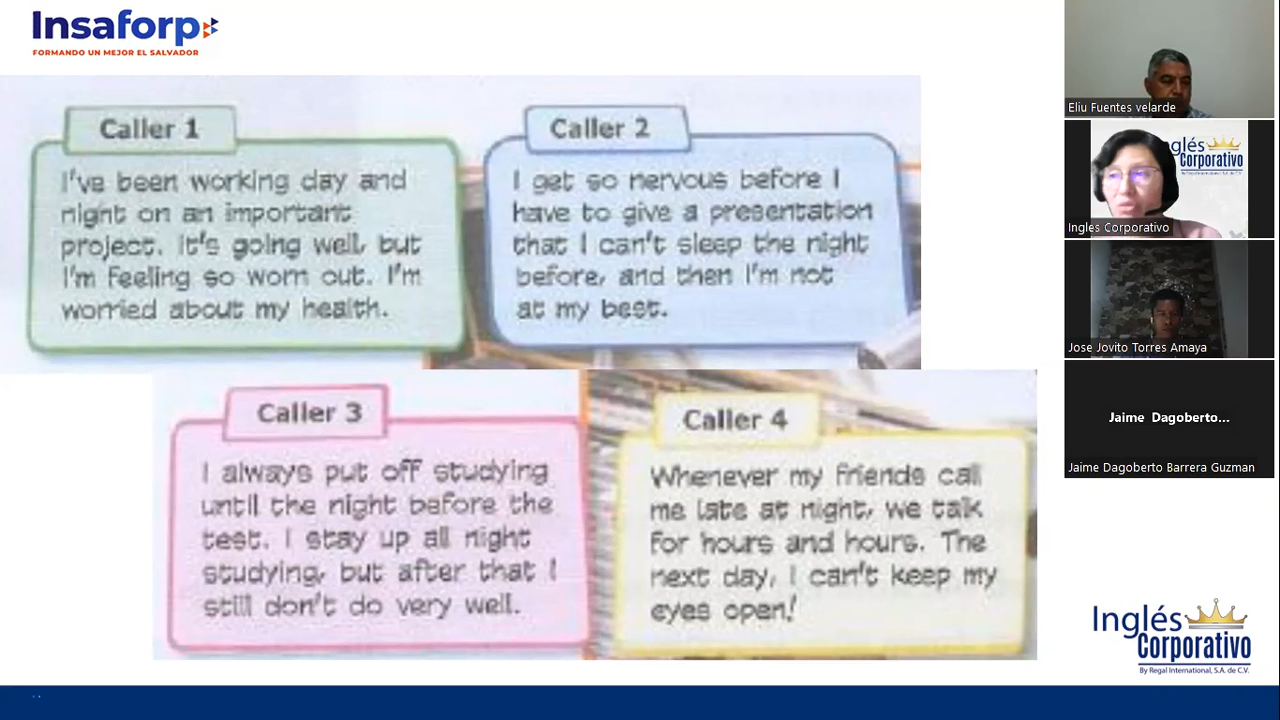 Insaforp
FORMANDO UN MEJOR EL SALVADOR
Caller 1
I've been working day and
night on an important
project. It's going well, but
I'm feeling so worn out. I'm
worried about my health.
Caller 2
I get so nervous before I
have to give a presentation
that I can't sleep the night
before, and then I'm not
at my best.
Caller 3
I always put off studying
until the night before the
test. I stay up all night
studying, but after that I
still don't do very well.
Caller 4
Whenever my friends call
me late at night, we talk
for hours and hours. The
next day, I can't keep my
eyes open!
Eliu Fuentes velarde
Inglés
Corporativo
By Regal International, S.A. de C.V.
Ingles Corporativo
Jose Jovito Torres Amaya
Jaime Dagoberto...
Jaime Dagoberto Barrera Guzman
Inglés
Corporativo
By Regal International, S.A. de C.V.